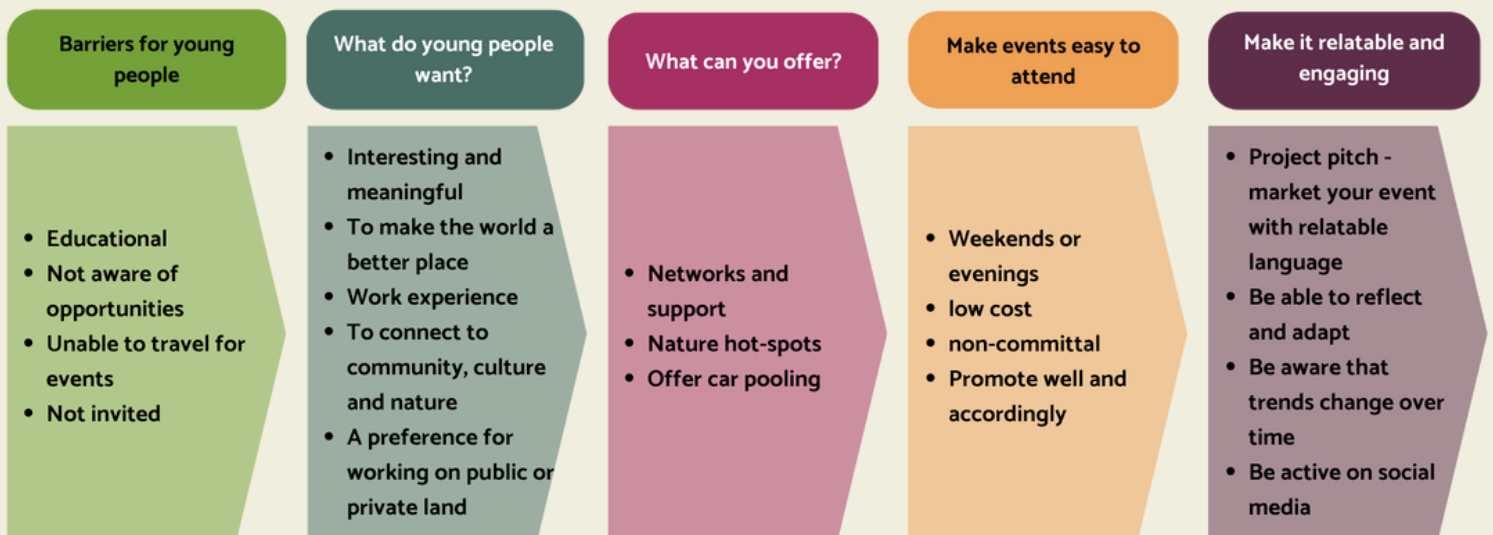 Barriers for young
people
• Educational
• Not aware of
opportunities
• Unable to travel for
events
• Not invited
What do young people
want?
• Interesting and
meaningful
• To make the world a
better place
• Work experience
• To connect to
community, culture
and nature
• A preference for
working on public or
private land
What can you offer?
• Networks and
support
• Nature hot-spots
• Offer car pooling
Make events easy to
attend
• Weekends or
evenings
• low cost
• non-committal
• Promote well and
accordingly
Make it relatable and
engaging
• Project pitch -
market your event
with relatable
language
• Be able to reflect
and adapt
• Be aware that
trends change over
time
• Be active on social
media